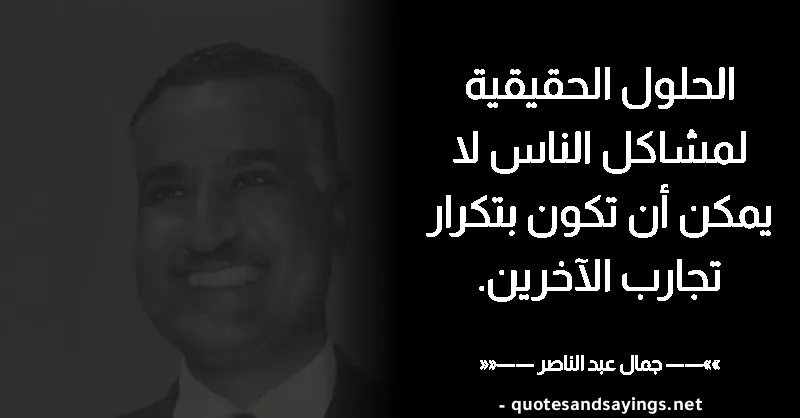 الحلول الحقيقية
لمشاكل الناس لا
يمكن أن تكون بتكرار
تجارب الآخرين.
»»—— جمال عبد الناصر ——««
- quotesandsayings.net